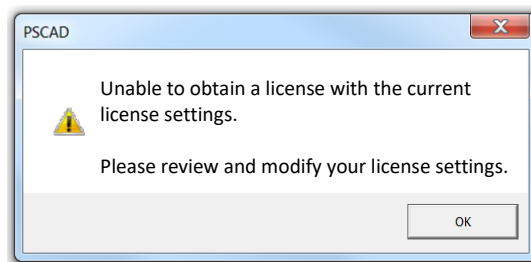 PSCAD
Unable to obtain a license with the current
license settings.
Please review and modify your license settings.
OK